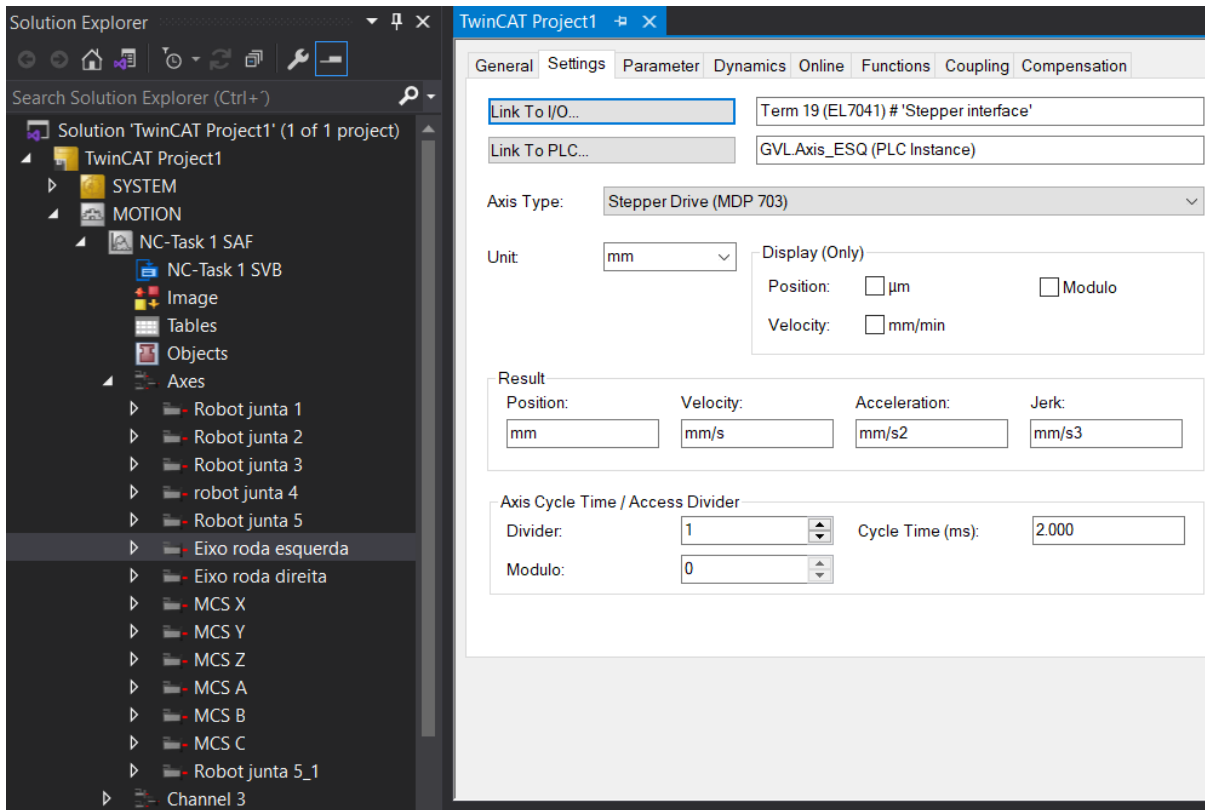 Solution Explorer
Search Solution Explorer (Ctrl+´)
Solution 'TwinCAT Project1' (1 of 1 project)
TwinCAT Project1
SYSTEM
MOTION
NC-Task 1 SAF
NC-Task 1 SVB
Image
Tables
Objects
Axes
Robot junta 1
Robot junta 2
Robot junta 3
robot junta 4
Robot junta 5
Eixo roda esquerda
Eixo roda direita
MCS X
MCS Y
MCS Z
MCS A
MCS B
MCS C
Robot junta 5_1
Channel 3
TwinCAT Project1
General Settings Parameter Dynamics Online Functions Coupling Compensation
Link To I/O... Term 19 (EL7041) # 'Stepper interface'
Link To PLC... GVL.Axis_ESQ (PLC Instance)
Axis Type: Stepper Drive (MDP 703)
Unit: mm
Display (Only)
Position: µm Modulo
Velocity: mm/min
Result
Position: Velocity: Acceleration: Jerk:
mm mm/s mm/s2 mm/s3
Axis Cycle Time / Access Divider
Divider: 1 Cycle Time (ms): 2.000
Modulo: 0